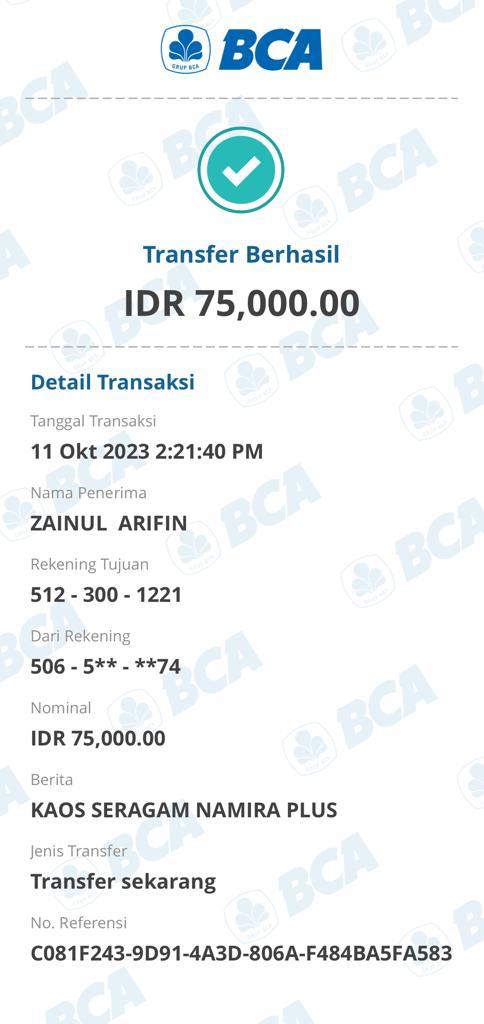 GRUP BCA
BCA
Transfer Berhasil
IDR 75,000.00
Detail Transaksi
Tanggal Transaksi
11 Okt 2023 2:21:40 PM
Nama Penerima
ZAINUL  ARIFIN
Rekening Tujuan
512 - 300 - 1221
Dari Rekening
506 - 5** - **74
Nominal
IDR 75,000.00
Berita
KAOS SERAGAM NAMIRA PLUS
Jenis Transfer
Transfer sekarang
No. Referensi
C081F243-9D91-4A3D-806A-F484BA5FA583